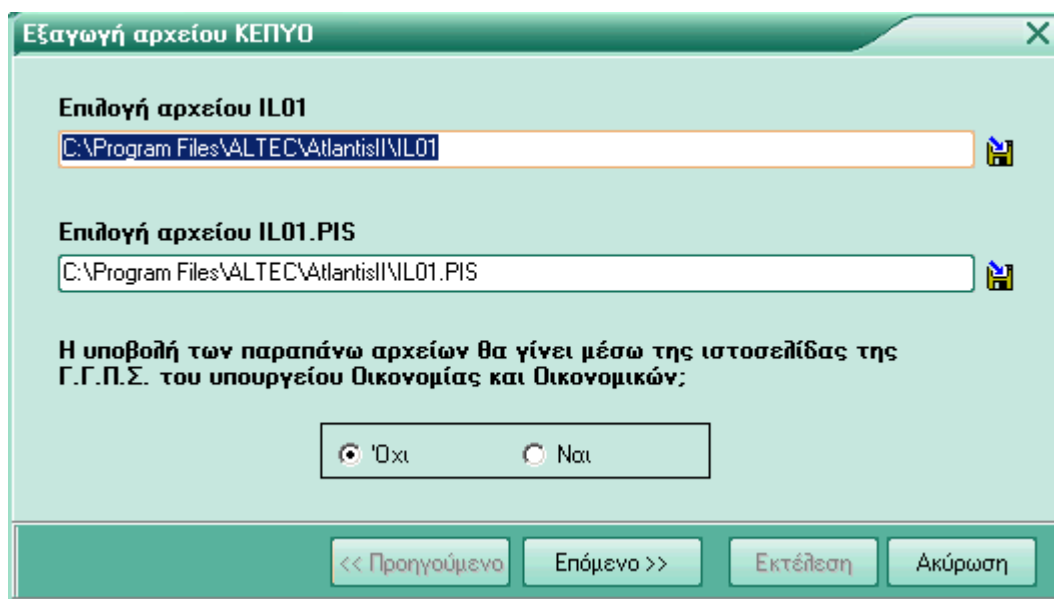 Εξαγωγή αρχείου ΚΕΠΥΟ
Επιλογή αρχείου IL01
C:\Program Files\ALTEC\AtlantisII\IL01
Επιλογή αρχείου IL01.PIS
C:\Program Files\ALTEC\AtlantisII\IL01.PIS
Η υποβολή των παραπάνω αρχείων θα γίνει μέσω της ιστοσελίδας της
Γ.Γ.Π.Σ. του υπουργείου Οικονομίας και Οικονομικών;
Όχι Ναι
<< Προηγούμενο Επόμενο >> Εκτέλεση Ακύρωση